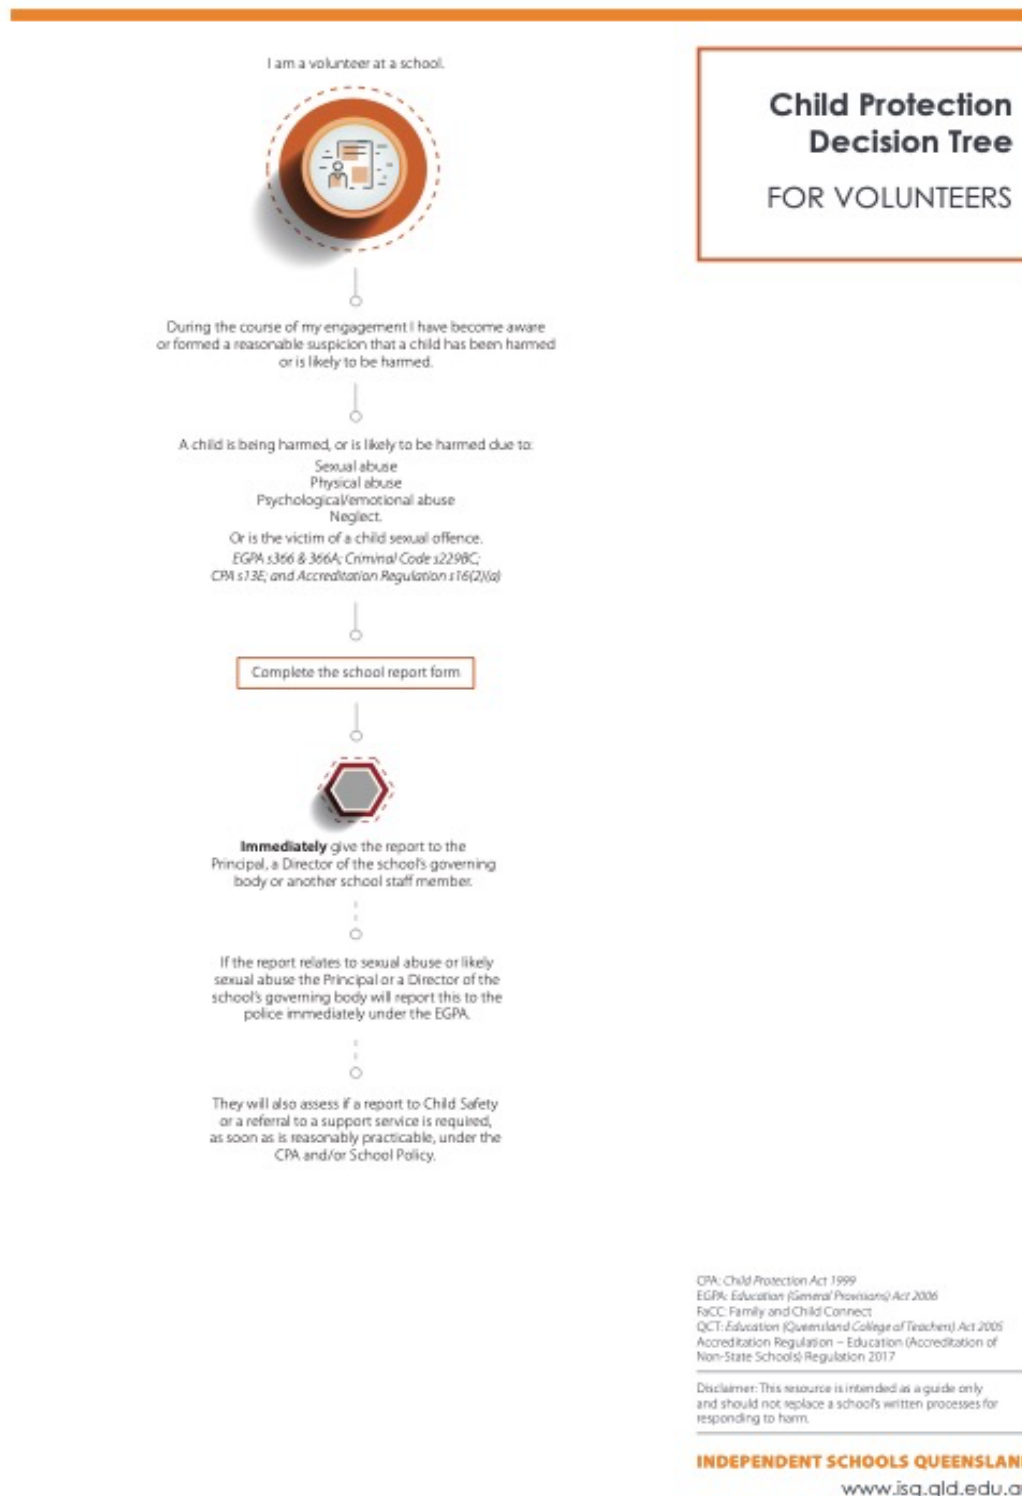 I am a volunteer at a school.
Child Protection
Decision Tree
FOR VOLUNTEERS
During the course of my engagement I have become aware
or formed a reasonable suspicion that a child has been harmed
or is likely to be harmed.
A child is being harmed, or is likely to be harmed due to:
Sexual abuse
Physical abuse
Psychological/emotional abuse
Neglect.
Or is the victim of a child sexual offence.
EGPA s366 & 366A; Criminal Code s229BC;
CPA s13E; and Accreditation Regulation s16(2)(a)
Complete the school report form
Immediately give the report to the
Principal, a Director of the school's governing
body or another school staff member.
If the report relates to sexual abuse or likely
sexual abuse the Principal or a Director of the
school's governing body will report this to the
police immediately under the EGPA.
They will also assess if a report to Child Safety
or a referral to a support service is required,
as soon as is reasonably practicable, under the
CPA and/or School Policy.
CPA: Child Protection Act 1999
EGPA: Education (General Provisions) Act 2006
FaCC: Family and Child Connect
QCT: Education (Queensland College of Teachers) Act 2005
Accreditation Regulation – Education (Accreditation of
Non-State Schools) Regulation 2017
Disclaimer: This resource is intended as a guide only
and should not replace a school's written processes for
responding to harm.
INDEPENDENT SCHOOLS QUEENSLAN
www.isq.qld.edu.a